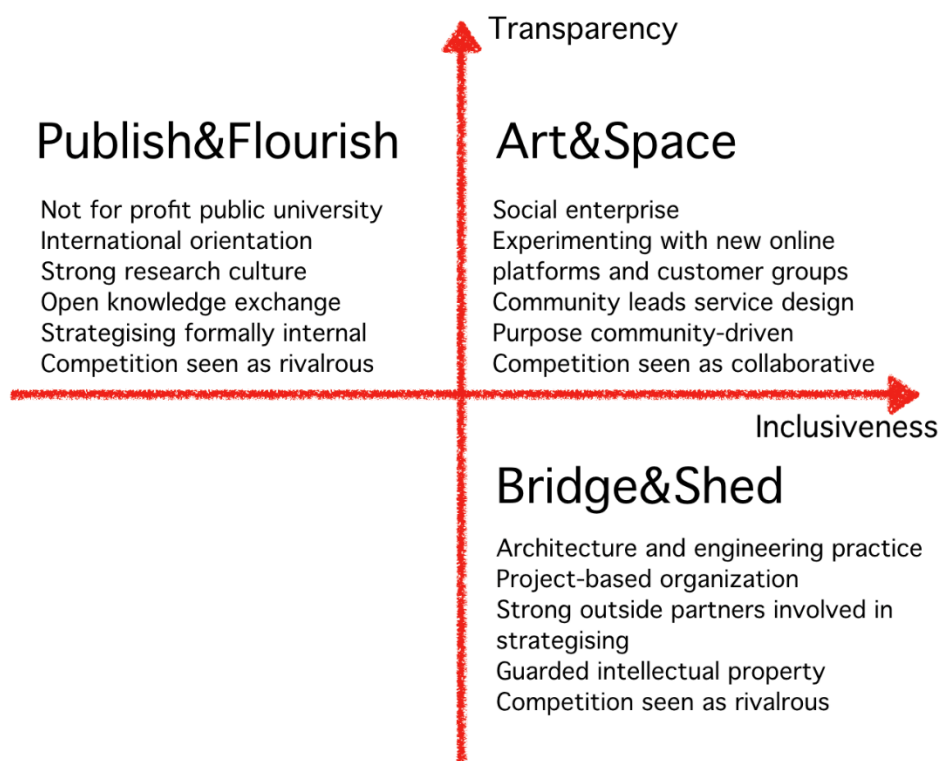 Transparency
Publish&Flourish
Not for profit public university
International orientation
Strong research culture
Open knowledge exchange
Strategising formally internal
Competition seen as rivalrous
Art&Space
Social enterprise
Experimenting with new online
platforms and customer groups
Community leads service design
Purpose community-driven
Competition seen as collaborative
Inclusiveness
Bridge&Shed
Architecture and engineering practice
Project-based organization
Strong outside partners involved in
strategising
Guarded intellectual property
Competition seen as rivalrous